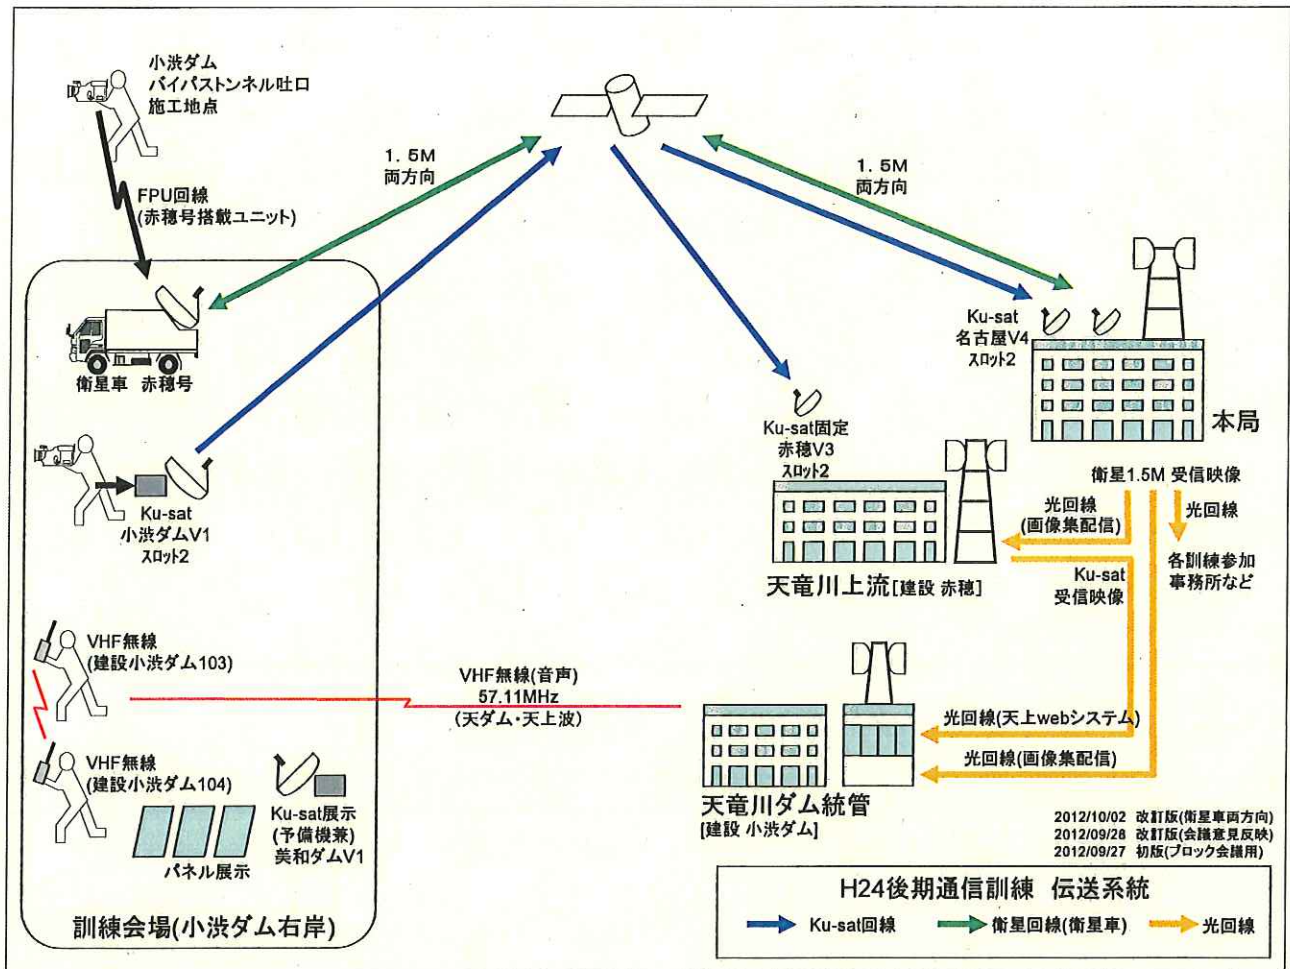 小渋ダム
バイパストンネル吐口
施工地点
FPU回線
(赤穂号搭載ユニット)
1. 5M
両方向
1. 5M
両方向
衛星車 赤穂号
Ku-sat
小渋ダムV1
スロット2
Ku-sat
名古屋V4
スロット2
本局
Ku-sat固定
赤穂V3
スロット2
天竜川上流[建設 赤穂]
衛星1.5M 受信映像
光回線
(画像集配信)
光回線
各訓練参加
事務所など
Ku-sat
受信映像
VHF無線
(建設小渋ダム103)
VHF無線(音声)
57.11MHz
(天ダム・天上波)
VHF無線
(建設小渋ダム104)
パネル展示
Ku-sat展示
(予備機兼)
美和ダムV1
訓練会場(小渋ダム右岸)
光回線(天上webシステム)
光回線(画像集配信)
天竜川ダム統管
[建設 小渋ダム]
2012/10/02 改訂版(衛星車両方向)
2012/09/28 改訂版(会議意見反映)
2012/09/27 初版(ブロック会議用)
H24後期通信訓練 伝送系統
Ku-sat回線
衛星回線(衛星車)
光回線